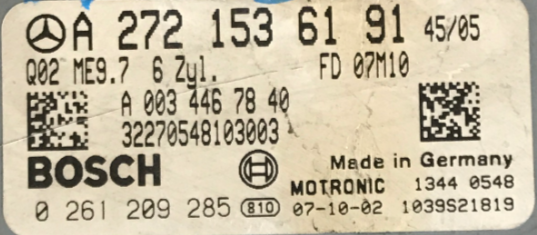 A 272 153 61 91 45/05
Q02 ME9.7 6 Zyl. FD 07M10
A 003 446 78 40
32270548103003
BOSCH Made in Germany
MOTRONIC 1344 0548
0 261 209 285 810 07-10-02 1039S21819